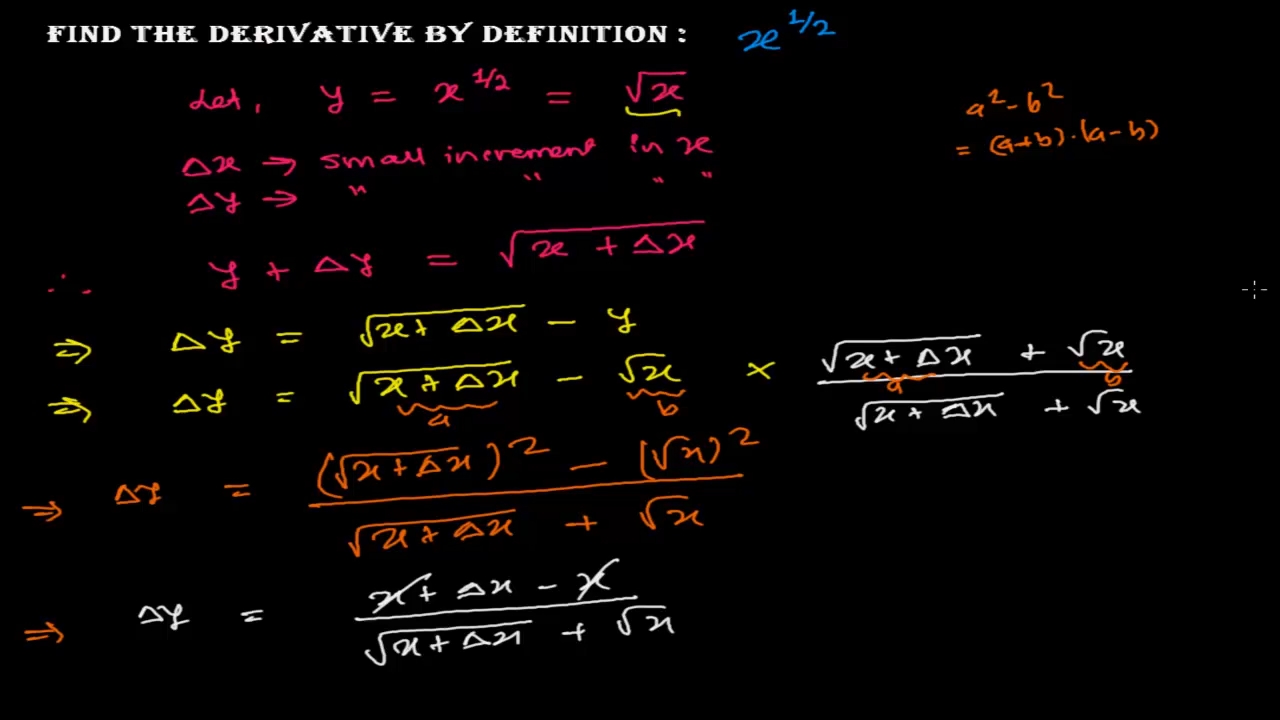 FIND THE DERIVATIVE BY DEFINITION : x^1/2
Let, y = x^1/2 = √x
a² - b²
= (a+b)·(a-b)
Δx → small increment in x
Δy → " " " "
∴ y + Δy = √(x + Δx)
⇒ Δy = √(x + Δx) - y
⇒ Δy = √(x + Δx) - √x × (√(x + Δx) + √x) / (√(x + Δx) + √x)
a b a b
⇒ Δy = ((√(x + Δx))² - (√x)²) / (√(x + Δx) + √x)
⇒ Δy = (x + Δx - x) / (√(x + Δx) + √x)